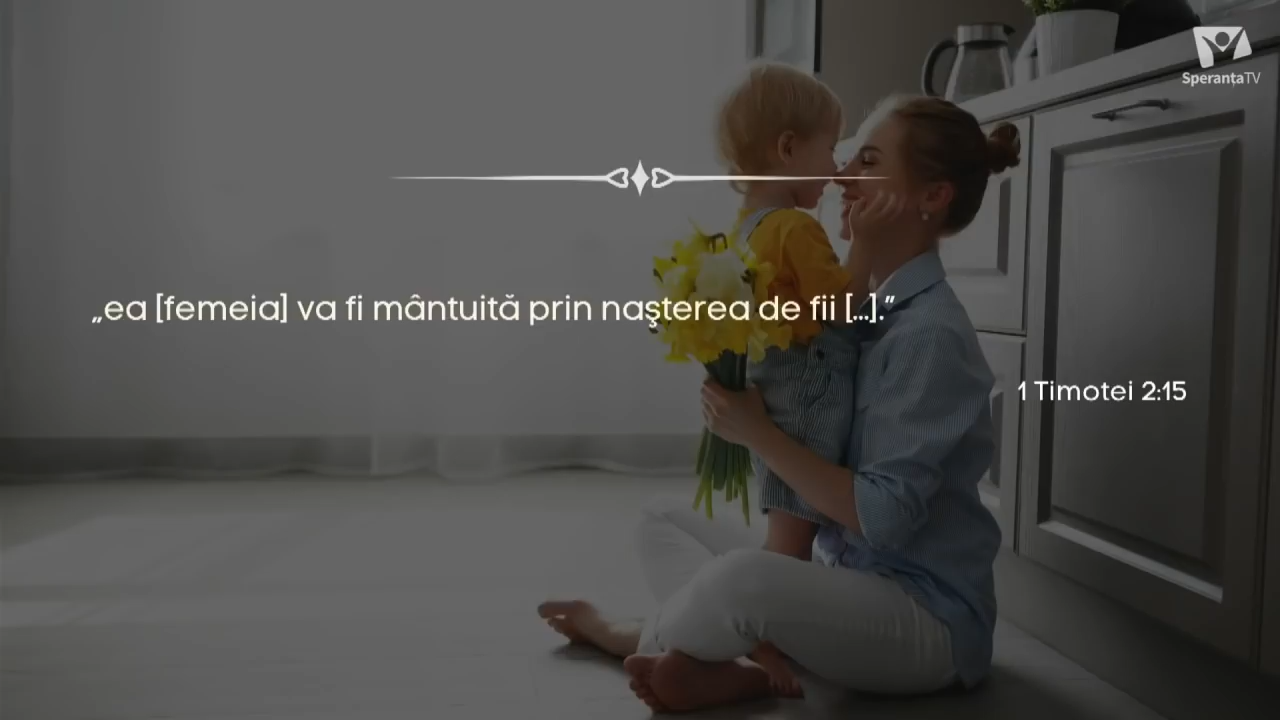 SperanțaTV
„ea [femeia] va fi mântuită prin naşterea de fii [...].”
1 Timotei 2:15